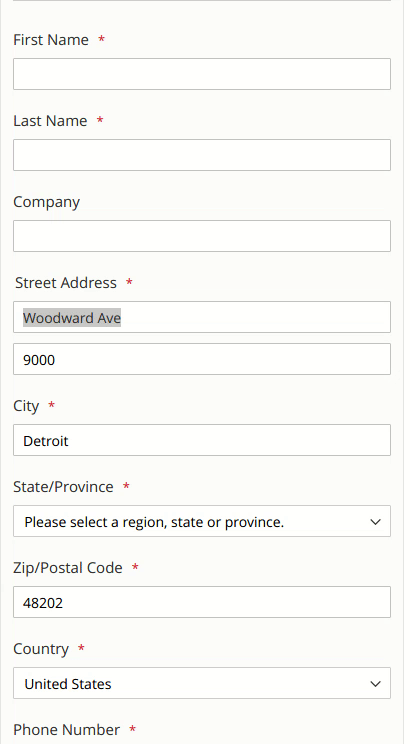 First Name *
Last Name *
Company
Street Address *
Woodward Ave
9000
City *
Detroit
State/Province *
Please select a region, state or province.
Zip/Postal Code *
48202
Country *
United States
Phone Number *